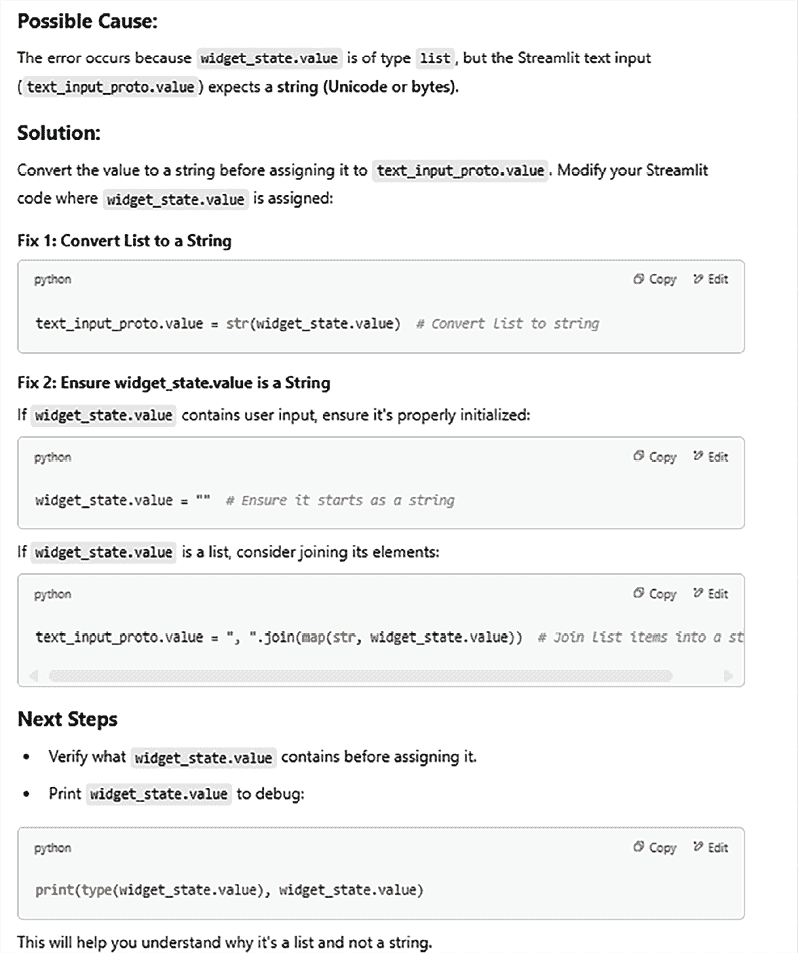 Possible Cause:
The error occurs because widget_state.value is of type list, but the Streamlit text input
(text_input_proto.value) expects a string (Unicode or bytes).
Solution:
Convert the value to a string before assigning it to text_input_proto.value. Modify your Streamlit
code where widget_state.value is assigned:
Fix 1: Convert List to a String
python Copy Edit
text_input_proto.value = str(widget_state.value)  # Convert list to string
Fix 2: Ensure widget_state.value is a String
If widget_state.value contains user input, ensure it's properly initialized:
python Copy Edit
widget_state.value = ""  # Ensure it starts as a string
If widget_state.value is a list, consider joining its elements:
python Copy Edit
text_input_proto.value = ", ".join(map(str, widget_state.value))  # Join list items into a st
Next Steps
• Verify what widget_state.value contains before assigning it.
• Print widget_state.value to debug:
python Copy Edit
print(type(widget_state.value), widget_state.value)
This will help you understand why it's a list and not a string.